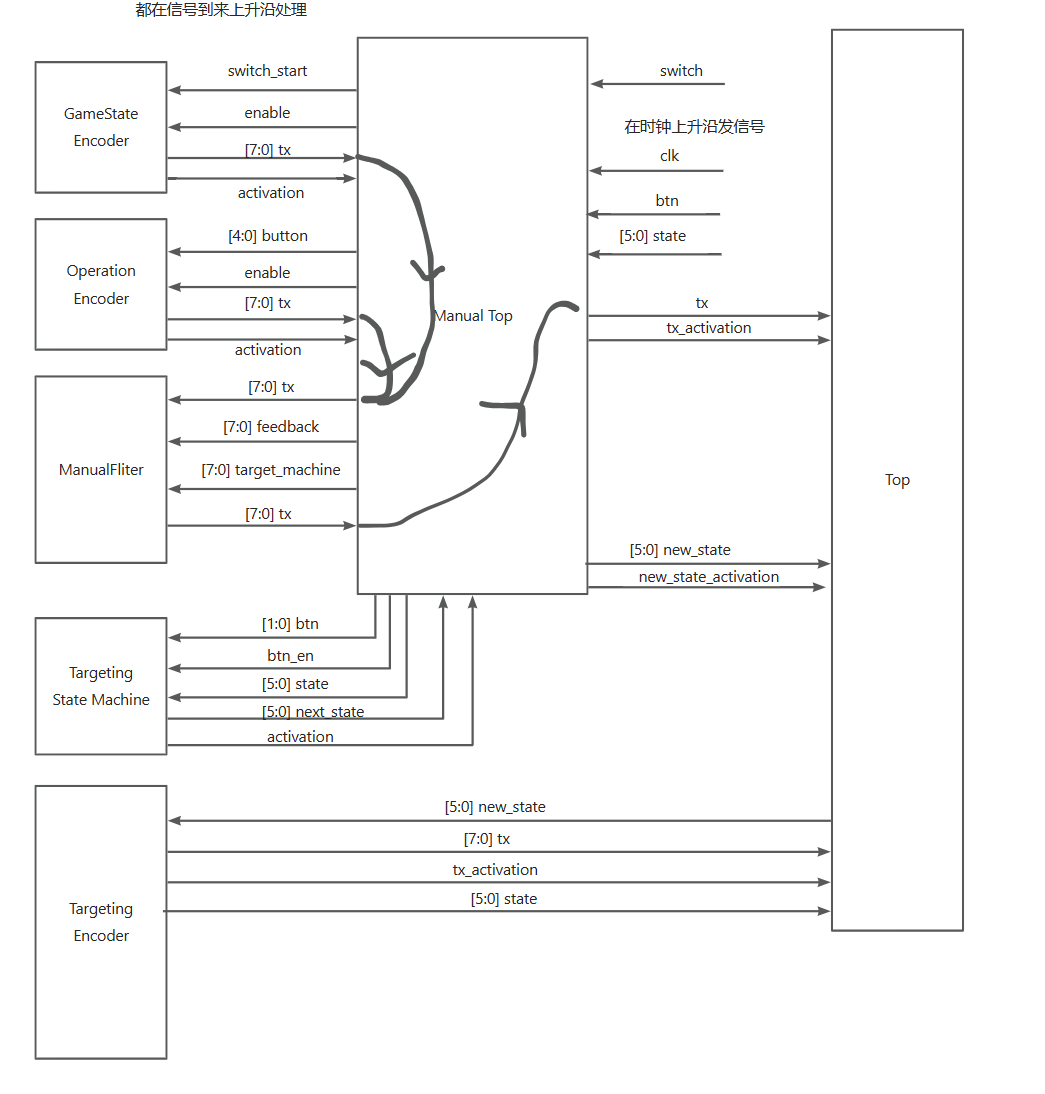 都在信号到来上升沿处理
GameState
Encoder
switch_start
enable
[7:0] tx
activation
Operation
Encoder
[4:0] button
enable
[7:0] tx
activation
ManualFliter
[7:0] tx
[7:0] feedback
[7:0] target_machine
[7:0] tx
Manual Top
switch
在时钟上升沿发信号
clk
btn
[5:0] state
tx
tx_activation
[5:0] new_state
new_state_activation
Top
Targeting
State Machine
[1:0] btn
btn_en
[5:0] state
[5:0] next_state
activation
Targeting
Encoder
[5:0] new_state
[7:0] tx
tx_activation
[5:0] state